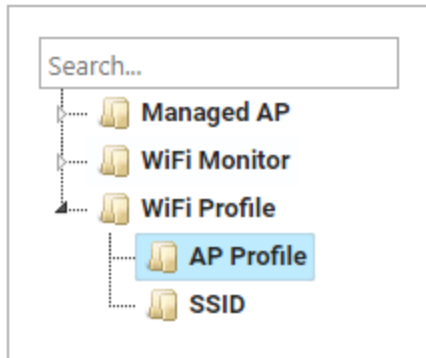 Search...
Managed AP
WiFi Monitor
WiFi Profile
AP Profile
SSID